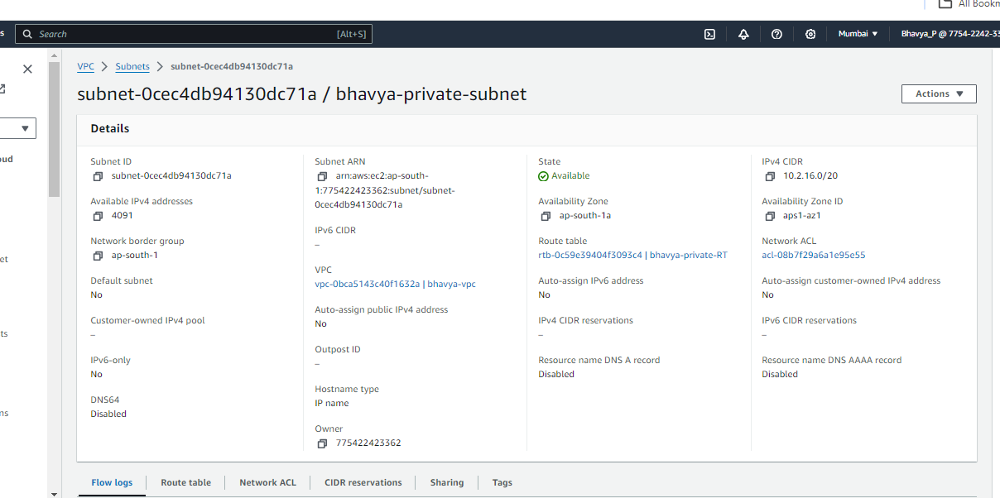 All Bookm
s
Search
[Alt+S]
Mumbai
Bhavya_P @ 7754-2242-33
VPC
Subnets
subnet-0cec4db94130dc71a
subnet-0cec4db94130dc71a / bhavya-private-subnet
Actions
Details
oud
et
ts
ns
Subnet ID
subnet-0cec4db94130dc71a
Available IPv4 addresses
4091
Network border group
ap-south-1
Default subnet
No
Customer-owned IPv4 pool
–
IPv6-only
No
DNS64
Disabled
Subnet ARN
arn:aws:ec2:ap-south-
1:775422423362:subnet/subnet-
0cec4db94130dc71a
IPv6 CIDR
–
VPC
vpc-0bca5143c40f1632a | bhavya-vpc
Auto-assign public IPv4 address
No
Outpost ID
–
Hostname type
IP name
Owner
775422423362
State
Available
Availability Zone
ap-south-1a
Route table
rtb-0c59e39404f3093c4 | bhavya-private-RT
Auto-assign IPv6 address
No
IPv4 CIDR reservations
–
Resource name DNS A record
Disabled
IPv4 CIDR
10.2.16.0/20
Availability Zone ID
aps1-az1
Network ACL
acl-08b7f29a6a1e95e55
Auto-assign customer-owned IPv4 address
No
IPv6 CIDR reservations
–
Resource name DNS AAAA record
Disabled
Flow logs
Route table
Network ACL
CIDR reservations
Sharing
Tags